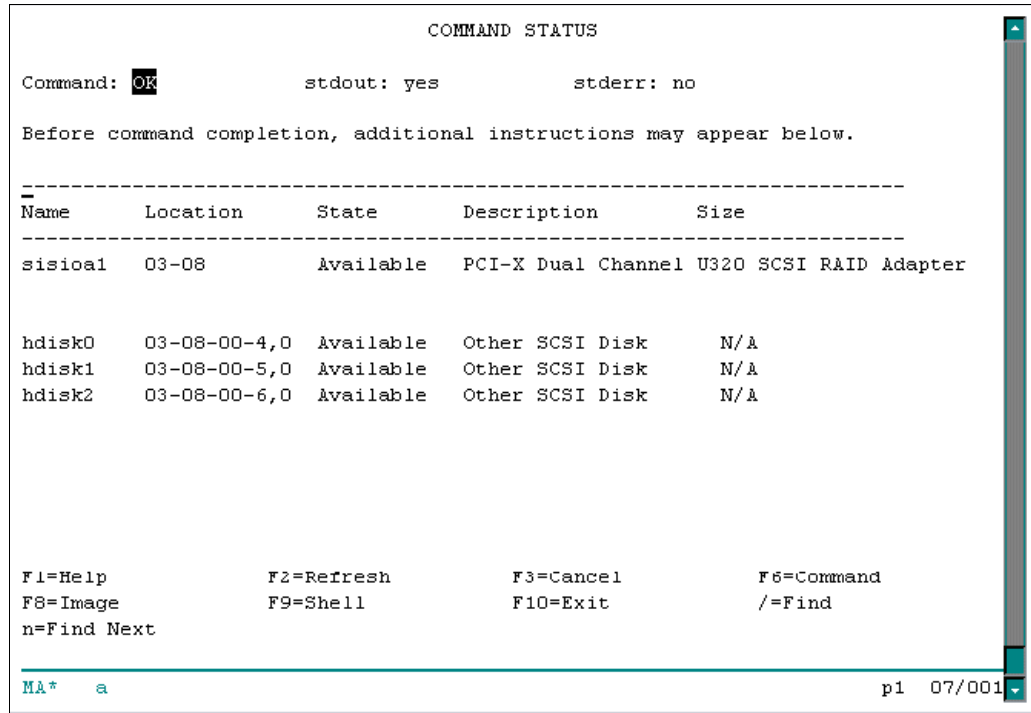 COMMAND STATUS
Command: OK stdout: yes stderr: no
Before command completion, additional instructions may appear below.
------------------------------------------------------------------------
Name Location State Description Size
------------------------------------------------------------------------
sisioa1 03-08 Available PCI-X Dual Channel U320 SCSI RAID Adapter
hdisk0 03-08-00-4,0 Available Other SCSI Disk N/A
hdisk1 03-08-00-5,0 Available Other SCSI Disk N/A
hdisk2 03-08-00-6,0 Available Other SCSI Disk N/A
F1=Help F2=Refresh F3=Cancel F6=Command
F8=Image F9=Shell F10=Exit /=Find
n=Find Next
MA* a p1 07/001